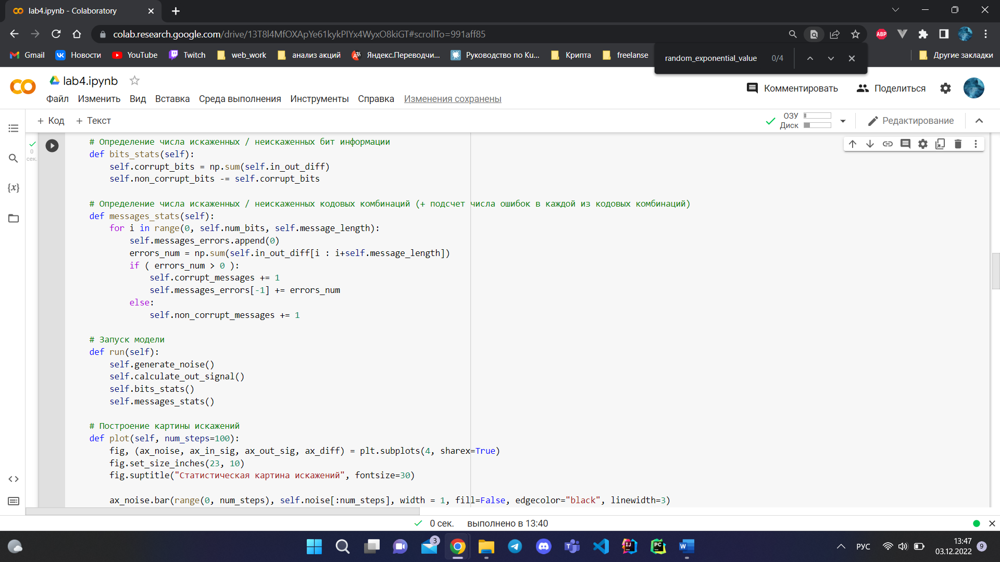 lab4.ipynb - Colaboratory
colab.research.google.com/drive/13T8l4MfOXApYe61kykPIYx4WyxO8kiGT#scrollTo=991aff85
ABP
Gmail
Новости
YouTube
Twitch
web_work
анализ акций
Яндекс.Переводчи...
Руководство по Ku...
Крипта
freelanse
Другие закладки
random_exponential_value 0/4
lab4.ipynb
Файл Изменить Вид Вставка Среда выполнения Инструменты Справка Изменения сохранены
Комментировать
Поделиться
+ Код + Текст
ОЗУ
Диск
Редактирование
0
сек.
{x}
# Определение числа искаженных / неискаженных бит информации
def bits_stats(self):
self.corrupt_bits = np.sum(self.in_out_diff)
self.non_corrupt_bits -= self.corrupt_bits
# Определение числа искаженных / неискаженных кодовых комбинаций (+ подсчет числа ошибок в каждой из кодовых комбинаций)
def messages_stats(self):
for i in range(0, self.num_bits, self.message_length):
self.messages_errors.append(0)
errors_num = np.sum(self.in_out_diff[i : i+self.message_length])
if ( errors_num > 0 ):
self.corrupt_messages += 1
self.messages_errors[-1] += errors_num
else:
self.non_corrupt_messages += 1
# Запуск модели
def run(self):
self.generate_noise()
self.calculate_out_signal()
self.bits_stats()
self.messages_stats()
# Построение картины искажений
def plot(self, num_steps=100):
fig, (ax_noise, ax_in_sig, ax_out_sig, ax_diff) = plt.subplots(4, sharex=True)
fig.set_size_inches(23, 10)
fig.suptitle("Статистическая картина искажений", fontsize=30)
ax_noise.bar(range(0, num_steps), self.noise[:num_steps], width = 1, fill=False, edgecolor="black", linewidth=3)
0 сек. выполнено в 13:40
3
РУС
13:47
03.12.2022
9